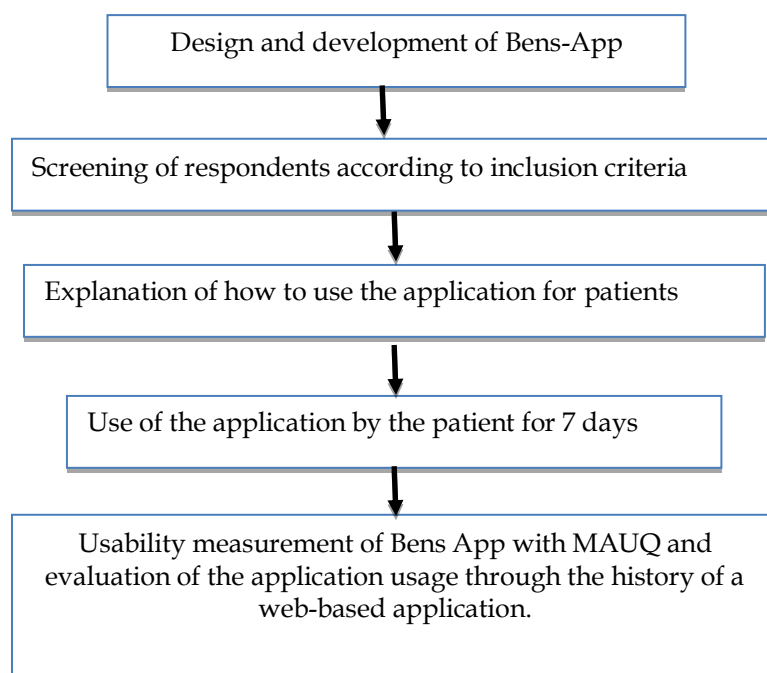 Design and development of Bens-App
Screening of respondents according to inclusion criteria
Explanation of how to use the application for patients
Use of the application by the patient for 7 days
Usability measurement of Bens App with MAUQ and
evaluation of the application usage through the history of a
web-based application.